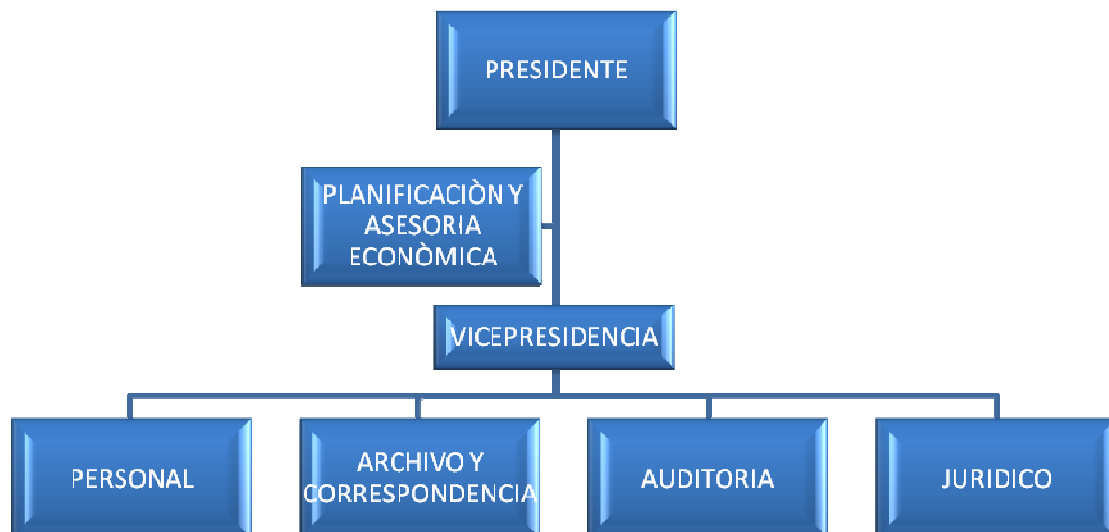 PRESIDENTE
PLANIFICACIÒN Y
ASESORIA
ECONÒMICA
VICEPRESIDENCIA
PERSONAL
ARCHIVO Y
CORRESPONDENCIA
AUDITORIA
JURIDICO